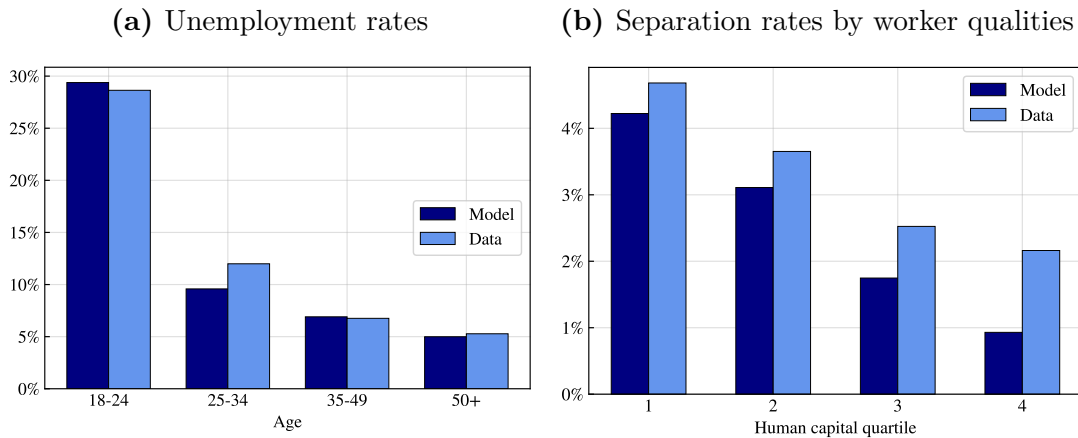 (a) Unemployment rates
30%
25%
20%
15%
10%
5%
0%
Model
Data
18-24 25-34 35-49 50+
Age
(b) Separation rates by worker qualities
4%
3%
2%
1%
0%
Model
Data
1 2 3 4
Human capital quartile